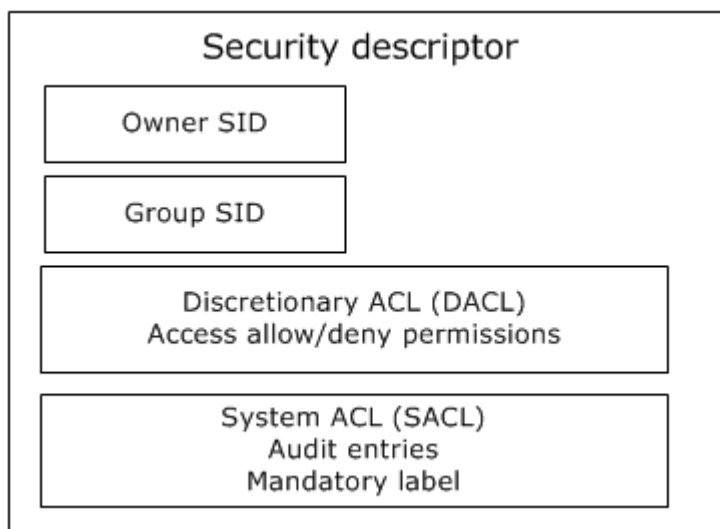 Security descriptor
Owner SID
Group SID
Discretionary ACL (DACL)
Access allow/deny permissions
System ACL (SACL)
Audit entries
Mandatory label